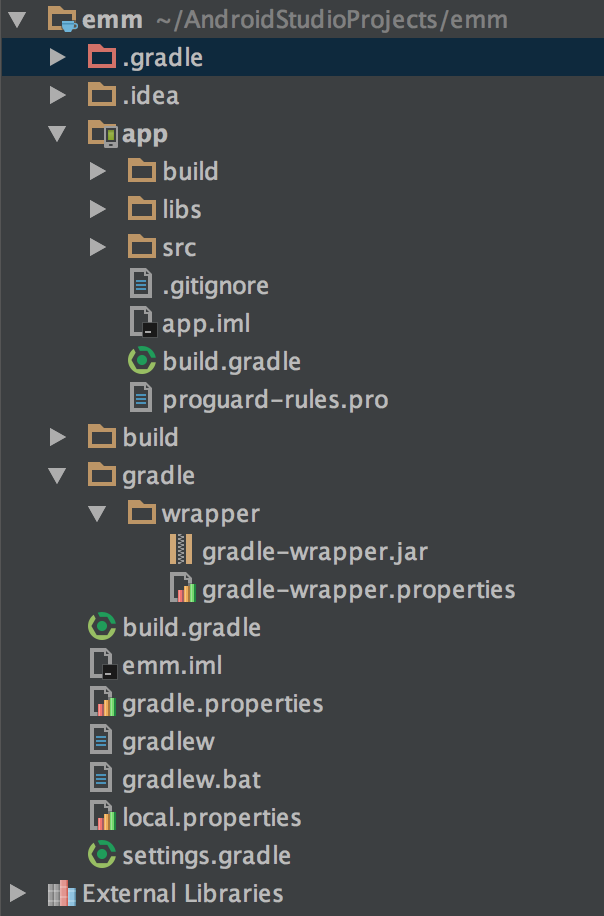 emm ~/AndroidStudioProjects/emm
.gradle
.idea
app
build
libs
src
.gitignore
app.iml
build.gradle
proguard-rules.pro
build
gradle
wrapper
gradle-wrapper.jar
gradle-wrapper.properties
build.gradle
emm.iml
gradle.properties
gradlew
gradlew.bat
local.properties
settings.gradle
External Libraries